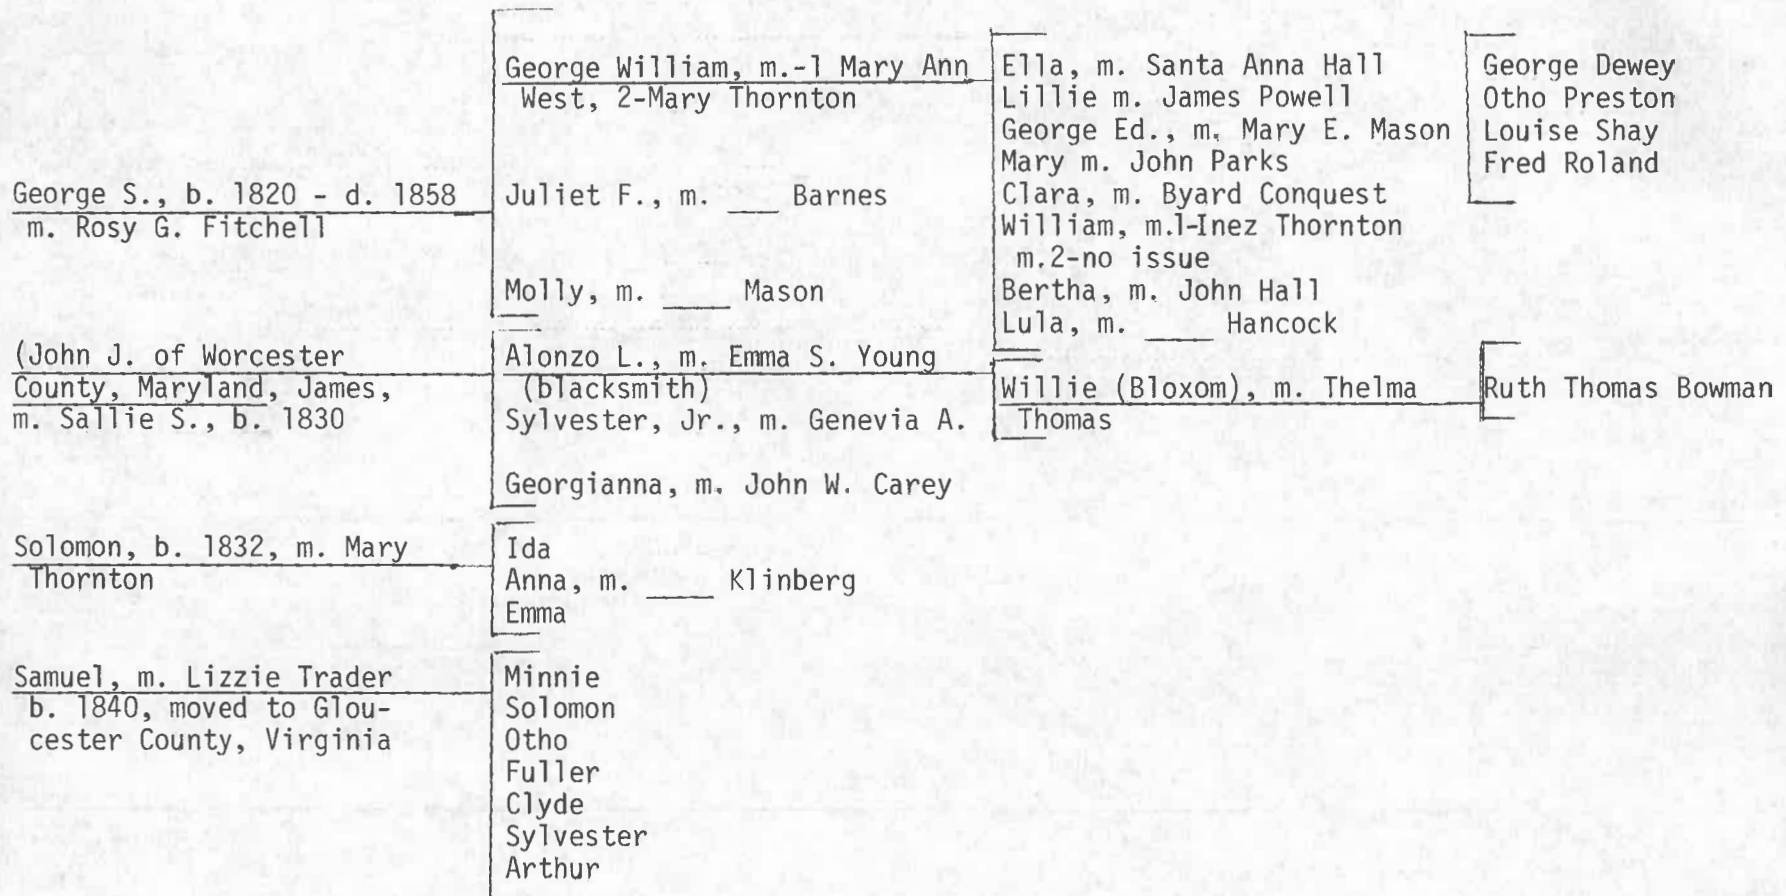 George S., b. 1820 - d. 1858
m. Rosy G. Fitchell
(John J. of Worcester
County, Maryland, James,
m. Sallie S., b. 1830
Solomon, b. 1832, m. Mary
Thornton
Samuel, m. Lizzie Trader
b. 1840, moved to Glou-
cester County, Virginia
George William, m.-1 Mary Ann
West, 2-Mary Thornton
Juliet F., m. ___ Barnes
Molly, m. ____ Mason
Alonzo L., m. Emma S. Young
(blacksmith)
Sylvester, Jr., m. Genevia A.
Georgianna, m. John W. Carey
Ida
Anna, m. ____ Klinberg
Emma
Minnie
Solomon
Otho
Fuller
Clyde
Sylvester
Arthur
Ella, m. Santa Anna Hall
Lillie m. James Powell
George Ed., m. Mary E. Mason
Mary m. John Parks
Clara, m. Byard Conquest
William, m.1-Inez Thornton
m.2-no issue
Bertha, m. John Hall
Lula, m. ____ Hancock
Willie (Bloxom), m. Thelma
Thomas
George Dewey
Otho Preston
Louise Shay
Fred Roland
Ruth Thomas Bowman